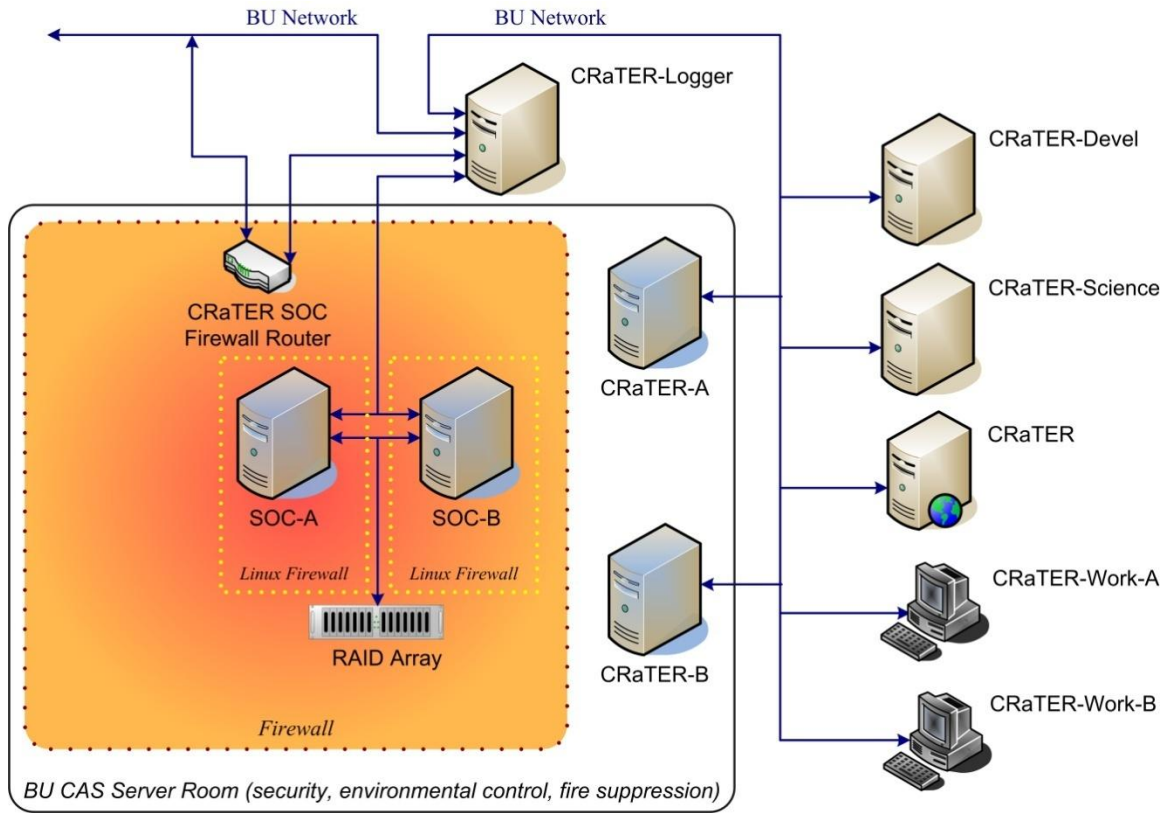 BU Network
BU Network
CRaTER-Logger
CRaTER-Devel
CRaTER SOC
Firewall Router
CRaTER-Science
CRaTER-A
CRaTER
SOC-A
SOC-B
Linux Firewall
Linux Firewall
CRaTER-Work-A
RAID Array
CRaTER-B
CRaTER-Work-B
Firewall
BU CAS Server Room (security, environmental control, fire suppression)